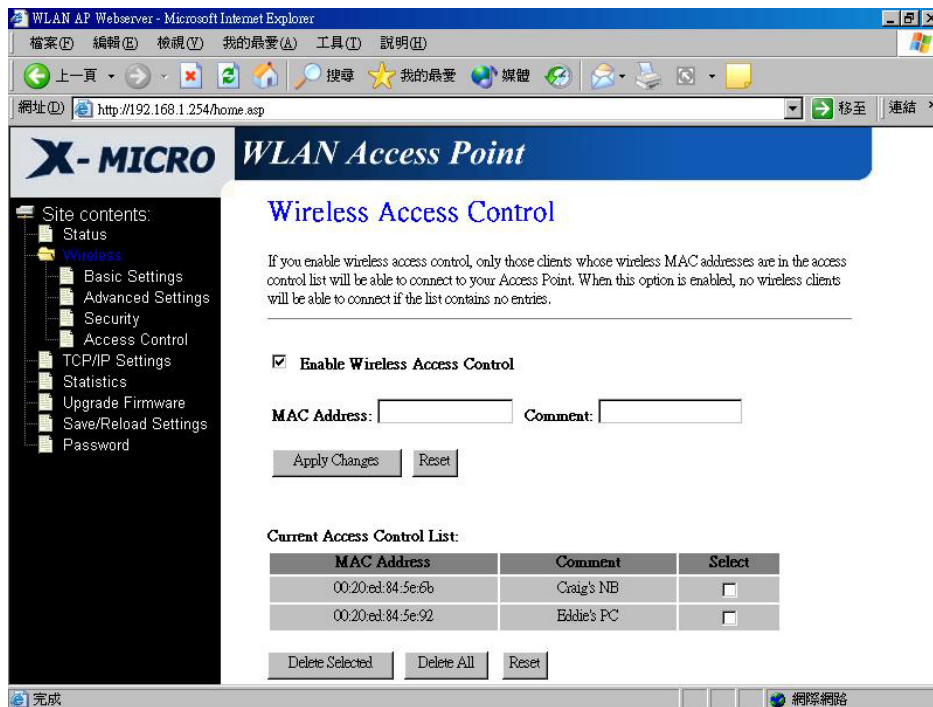 WLAN AP Webserver - Microsoft Internet Explorer
檔案(F) 編輯(E) 檢視(V) 我的最愛(A) 工具(T) 說明(H)
上一頁 搜尋 我的最愛 媒體
網址(D) http://192.168.1.254/home.asp 移至 連結
X-MICRO WLAN Access Point
Site contents:
Status
Wireless
Basic Settings
Advanced Settings
Security
Access Control
TCP/IP Settings
Statistics
Upgrade Firmware
Save/Reload Settings
Password
Wireless Access Control
If you enable wireless access control, only those clients whose wireless MAC addresses are in the access
control list will be able to connect to your Access Point. When this option is enabled, no wireless clients
will be able to connect if the list contains no entries.
Enable Wireless Access Control
MAC Address: Comment:
Apply Changes Reset
Current Access Control List:
MAC Address Comment Select
00:20:ed:84:5e:6b Craig's NB
00:20:ed:84:5e:92 Eddie's PC
Delete Selected Delete All Reset
完成 網際網路